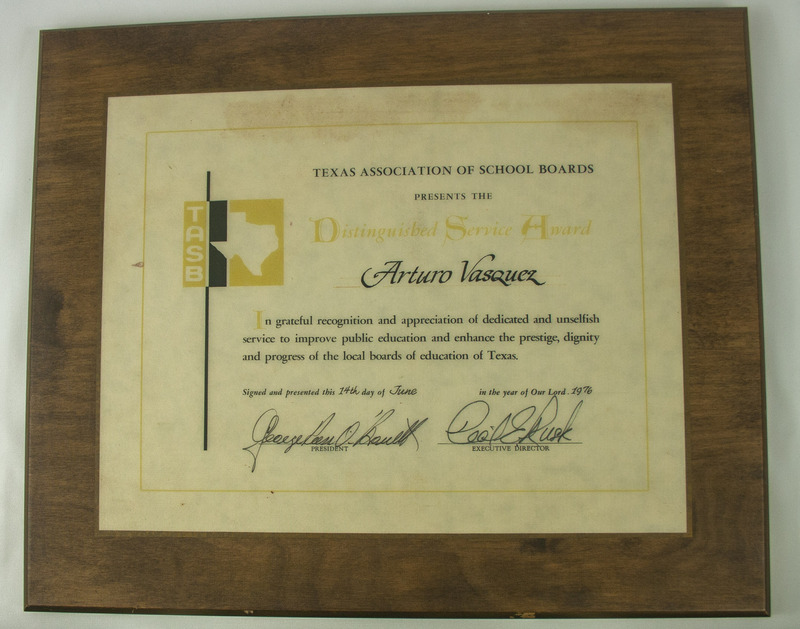 TEXAS ASSOCIATION OF SCHOOL BOARDS
PRESENTS THE
Distinguished Service Award
TASB
Arturo Vasquez
In grateful recognition and appreciation of dedicated and unselfish
service to improve public education and enhance the prestige, dignity
and progress of the local boards of education of Texas.
Signed and presented this 14th day of June in the year of Our Lord 1976
Cecil E. Rusk
PRESIDENT EXECUTIVE DIRECTOR